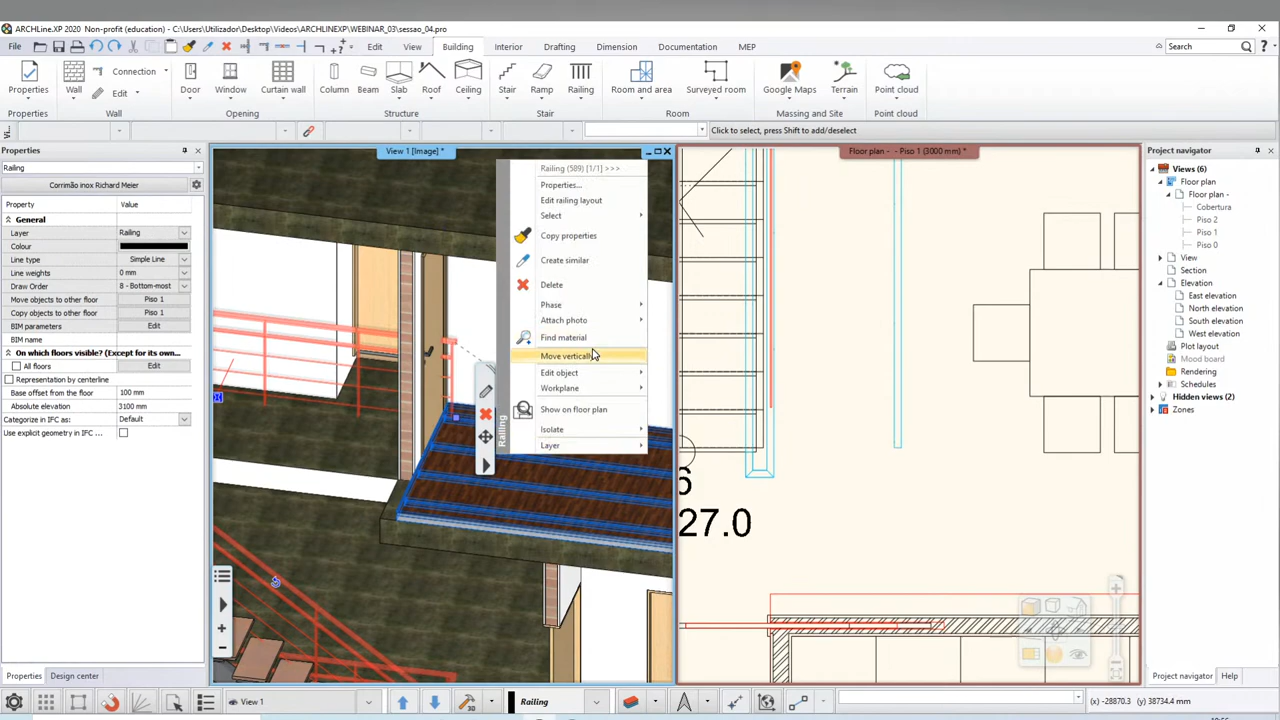 ARCHLine.XP 2020  Non-profit (education) - C:\Users\Utilizador\Desktop\Videos\ARCHLINEXP\WEBINAR_03\sessao_04.pro
File
Edit View Building Interior Drafting Dimension Documentation MEP
Search
Properties Wall Connection Edit Door Window Curtain wall Column Beam Slab Roof Ceiling Stair Ramp Railing Room and area Surveyed room Google Maps Terrain Point cloud
Properties Wall Opening Structure Stair Room Massing and Site Point cloud
Click to select, press Shift to add/deselect
Properties
Railing
Corrimão inox Richard Meier
Property Value
General
Layer Railing
Colour
Line type Simple Line
Line weights 0 mm
Draw Order 8 - Bottom-most
Move objects to other floor Piso 1
Copy objects to other floor Piso 1
BIM parameters Edit
BIM name
On which floors visible? (Except for its own...
All floors Edit
Representation by centerline
Base offset from the floor 100 mm
Absolute elevation 3100 mm
Categorize in IFC as: Default
Use explicit geometry in IFC ...
Properties Design center
View 1 [Image] *
Railing (589) [1/1] >>>
Properties...
Edit railing layout
Select
Copy properties
Create similar
Delete
Phase
Attach photo
Find material
Move vertically
Edit object
Workplane
Show on floor plan
Isolate
Layer
Railing
Floor plan - - Piso 1 (3000 mm) *
6
27.0
Project navigator
Views (6)
Floor plan
Floor plan -
Cobertura
Piso 2
Piso 1
Piso 0
View
Section
Elevation
East elevation
North elevation
South elevation
West elevation
Plot layout
Mood board
Rendering
Schedules
Hidden views (2)
Zones
Project navigator Help
View 1
Railing
(x) -28870.3 (y) 38734.4 mm